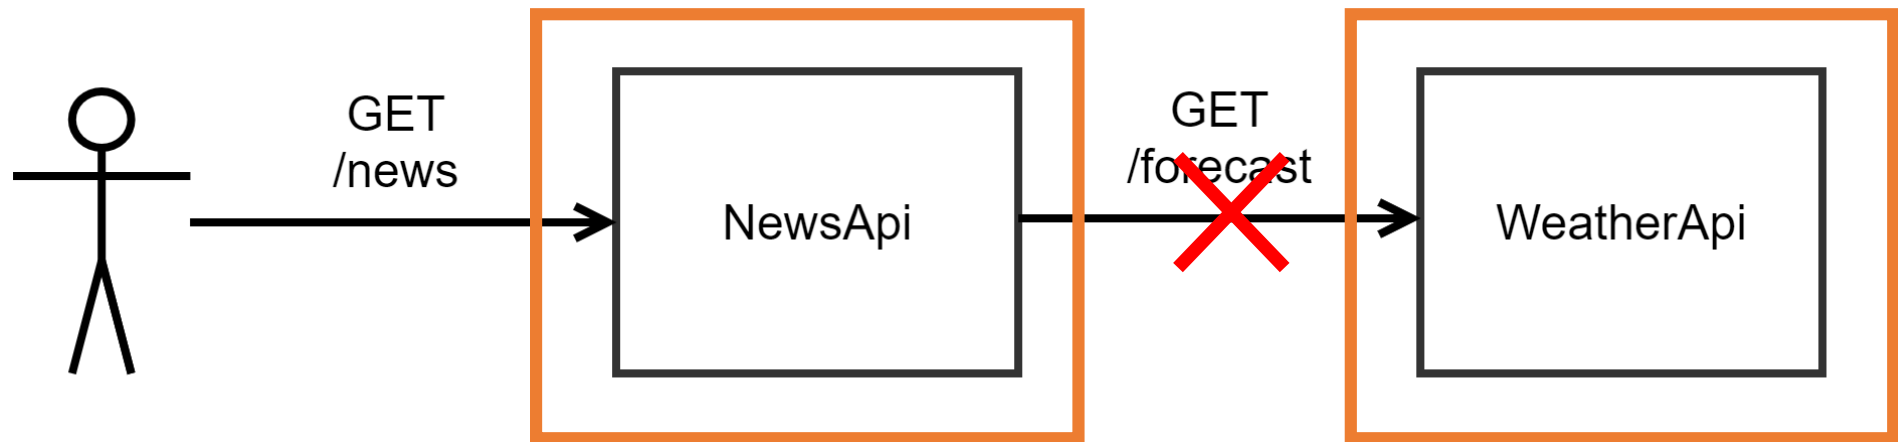 GET
/news
NewsApi
GET
/forecast
WeatherApi